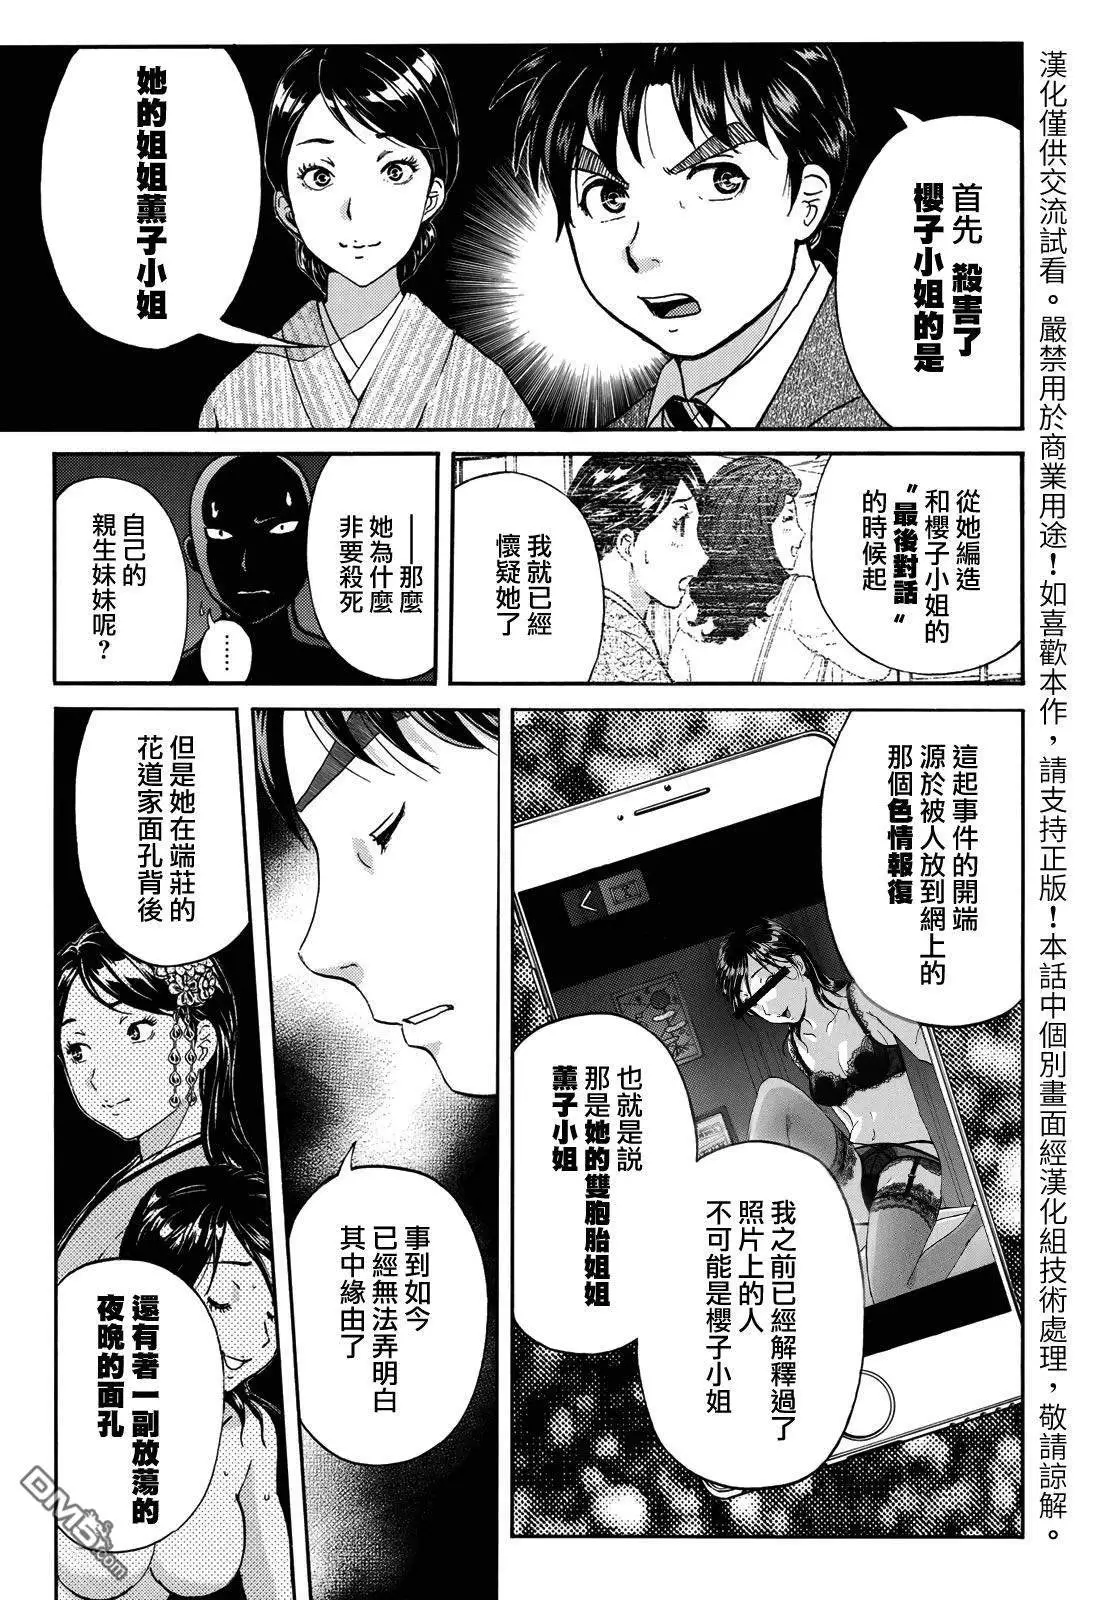 首先 殺害了
櫻子小姐的是
她的姐姐薰子小姐
從她編造
和櫻子小姐的
〝最後對話〞
的時候起
我就已經
懷疑她了
——那麼
她為什麼
非要殺死
自己的
親生妹妹呢?
……
這起事件的開端
源於被人放到網上的
那個色情報復
我之前已經解釋過了
照片上的人
不可能是櫻子小姐
也就是說
那是她的雙胞胎姐姐
薰子小姐
事到如今
已經無法弄明白
其中緣由了
但是她在端莊的
花道家面孔背後
還有著一副放蕩的
夜晚的面孔
漢化僅供交流試看。嚴禁用於商業用途!如喜歡本作,請支持正版!本話中個別畫面經漢化組技術處理,敬請諒解。
DM5.com